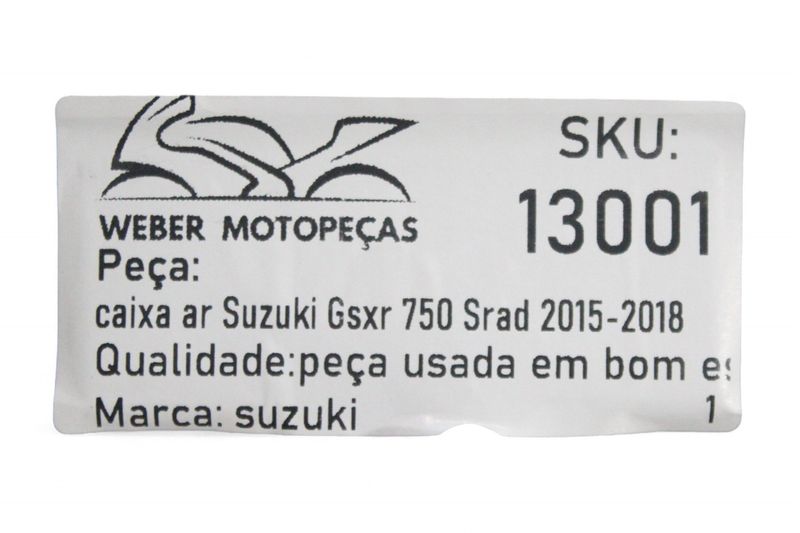 WEBER MOTOPEÇAS
SKU:
13001
Peça:
caixa ar Suzuki Gsxr 750 Srad 2015-2018
Qualidade:peça usada em bom es
Marca: suzuki
1